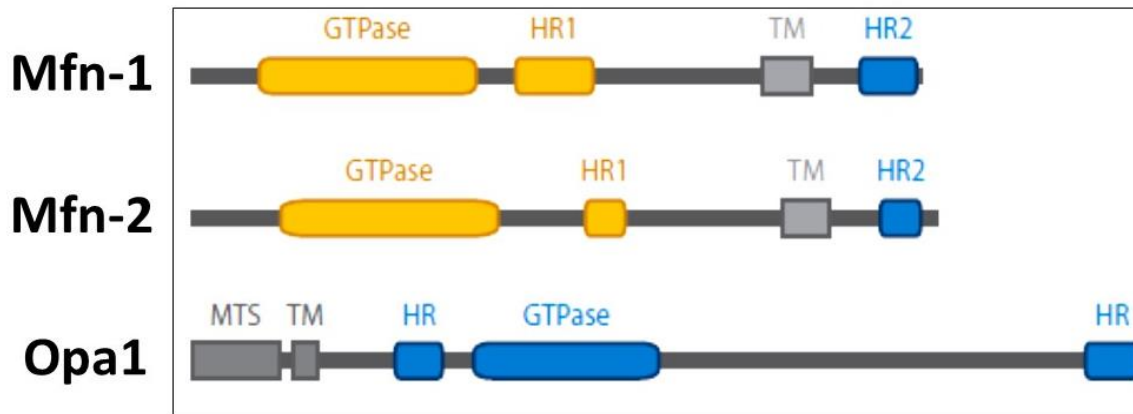 GTPase HR1 TM HR2
Mfn-1
GTPase HR1 TM HR2
Mfn-2
MTS TM HR GTPase HR
Opa1